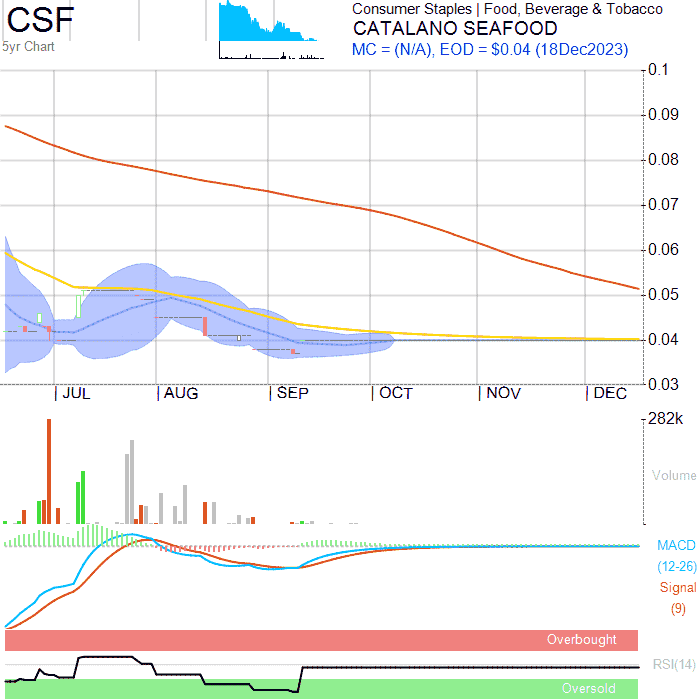 CSF
5yr Chart
Consumer Staples | Food, Beverage & Tobacco
CATALANO SEAFOOD
MC = (N/A), EOD = $0.04 (18Dec2023)
0.1
0.09
0.08
0.07
0.06
0.05
0.04
0.03
JUL AUG SEP OCT NOV DEC
282k
Volume
MACD
(12-26)
Signal
(9)
Overbought
RSI(14)
Oversold